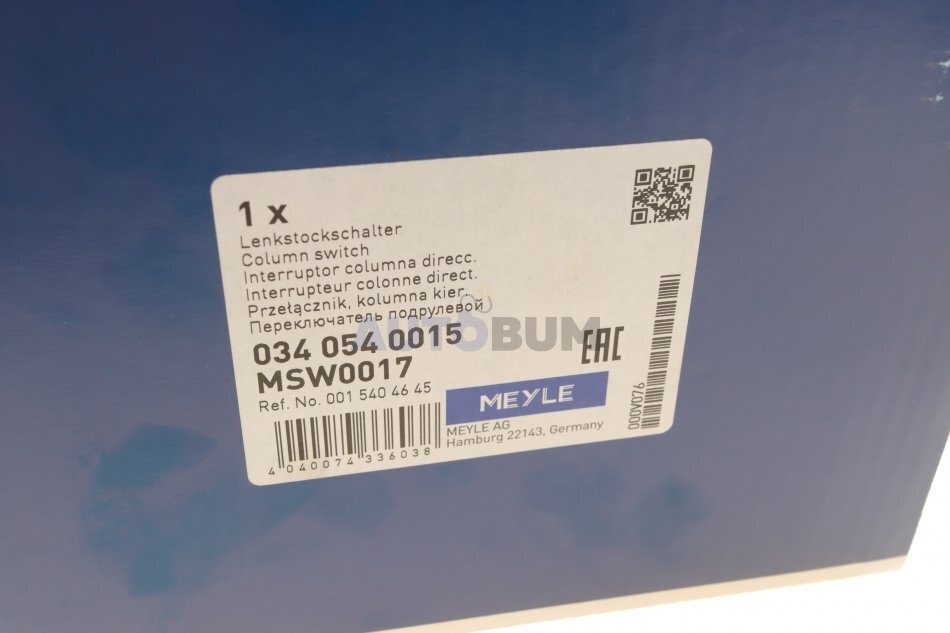 1 x
Lenkstockschalter
Column switch
Interruptor columna direcc.
Interrupteur colonne direct.
Przełącznik, kolumna kier.
Переключатель подрулевой
AUTOBUM
034 054 0015
MSW0017
EAC
Ref. No. 001 540 46 45
MEYLE
MEYLE AG
Hamburg 22143, Germany
4 040074 336038
000V076